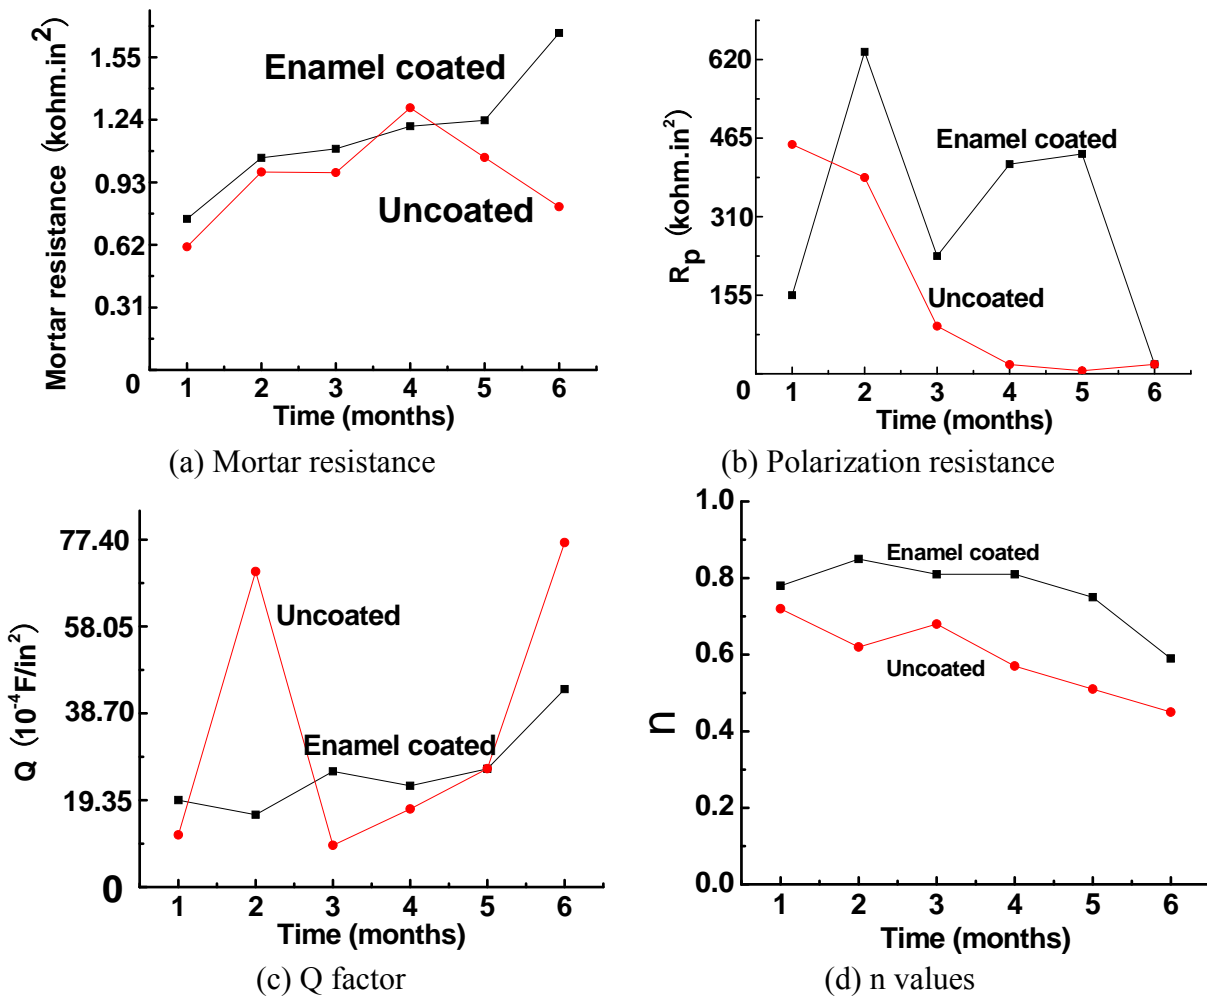 Mortar resistance (kohm.in²)
1.55
1.24
0.93
0.62
0.31
0
Enamel coated
Uncoated
1 2 3 4 5 6
Time (months)
(a) Mortar resistance
Rp (kohm.in²)
620
465
310
155
0
Enamel coated
Uncoated
1 2 3 4 5 6
Time (months)
(b) Polarization resistance
Q (10⁻⁴F/in²)
77.40
58.05
38.70
19.35
0
Uncoated
Enamel coated
1 2 3 4 5 6
Time (months)
(c) Q factor
n
1.0
0.8
0.6
0.4
0.2
0.0
Enamel coated
Uncoated
1 2 3 4 5 6
Time (months)
(d) n values